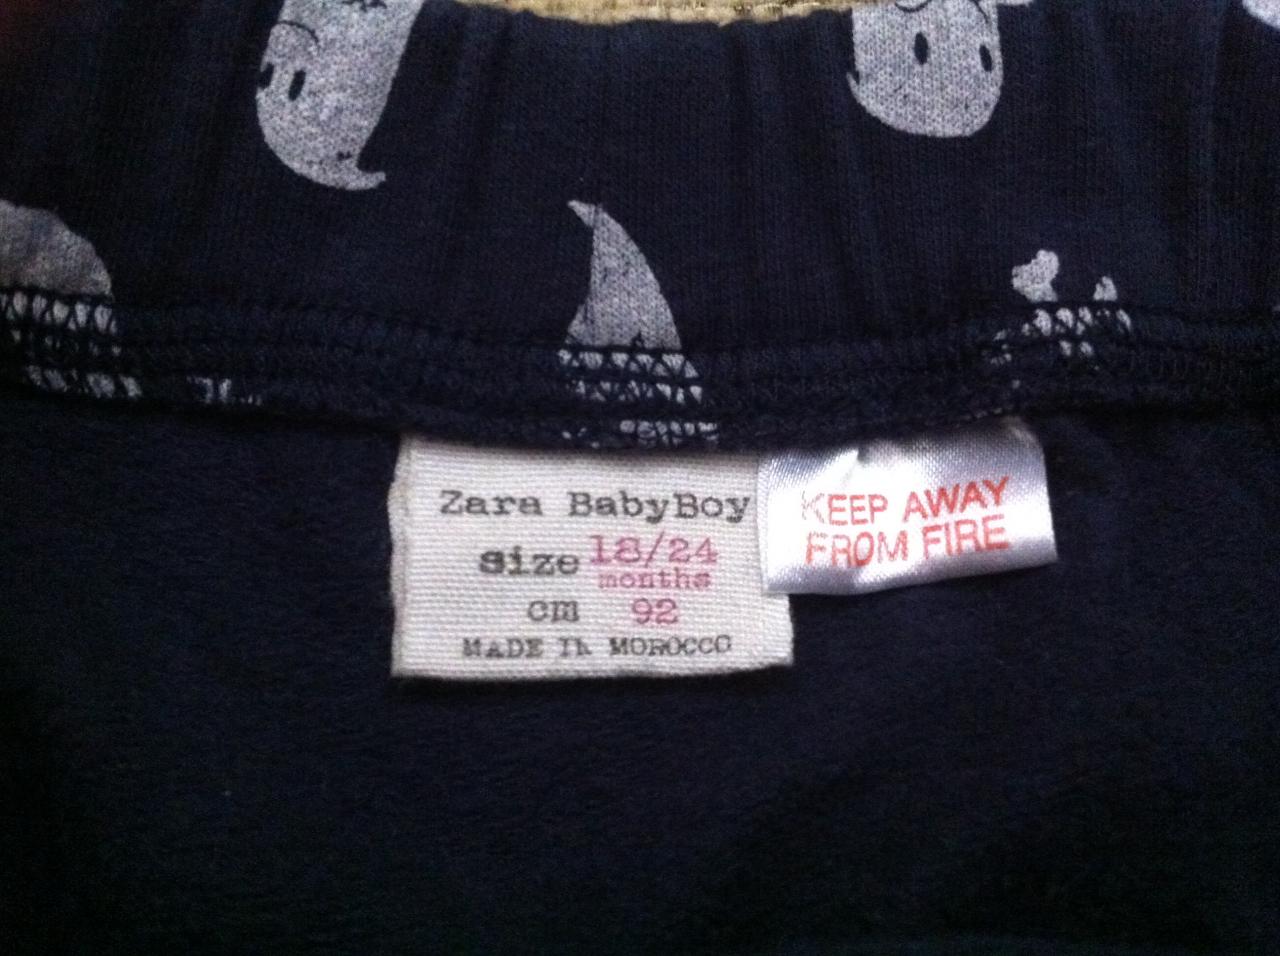 Zara BabyBoy
size 18/24
months
cm 92
MADE IN MOROCCO
KEEP AWAY
FROM FIRE